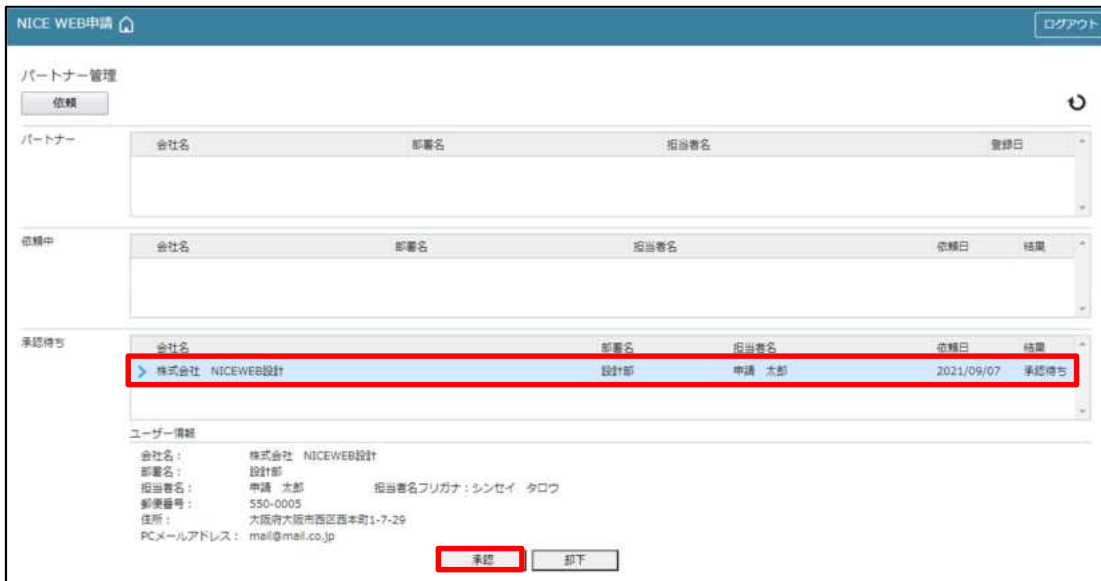 NICE WEB申請 ログアウト
パートナー管理
依頼
パートナー 会社名 部署名 担当者名 登録日
依頼中 会社名 部署名 担当者名 依頼日 結果
承認待ち 会社名 部署名 担当者名 依頼日 結果
株式会社 NICEWEB設計 設計部 申請 太郎 2021/09/07 承認待ち
ユーザー情報
会社名: 株式会社 NICEWEB設計
部署名: 設計部
担当者名: 申請 太郎 担当者名フリガナ:シンセイ タロウ
郵便番号: 550-0005
住所: 大阪府大阪市西区西本町1-7-29
PCメールアドレス: mail@mail.co.jp
承認 却下